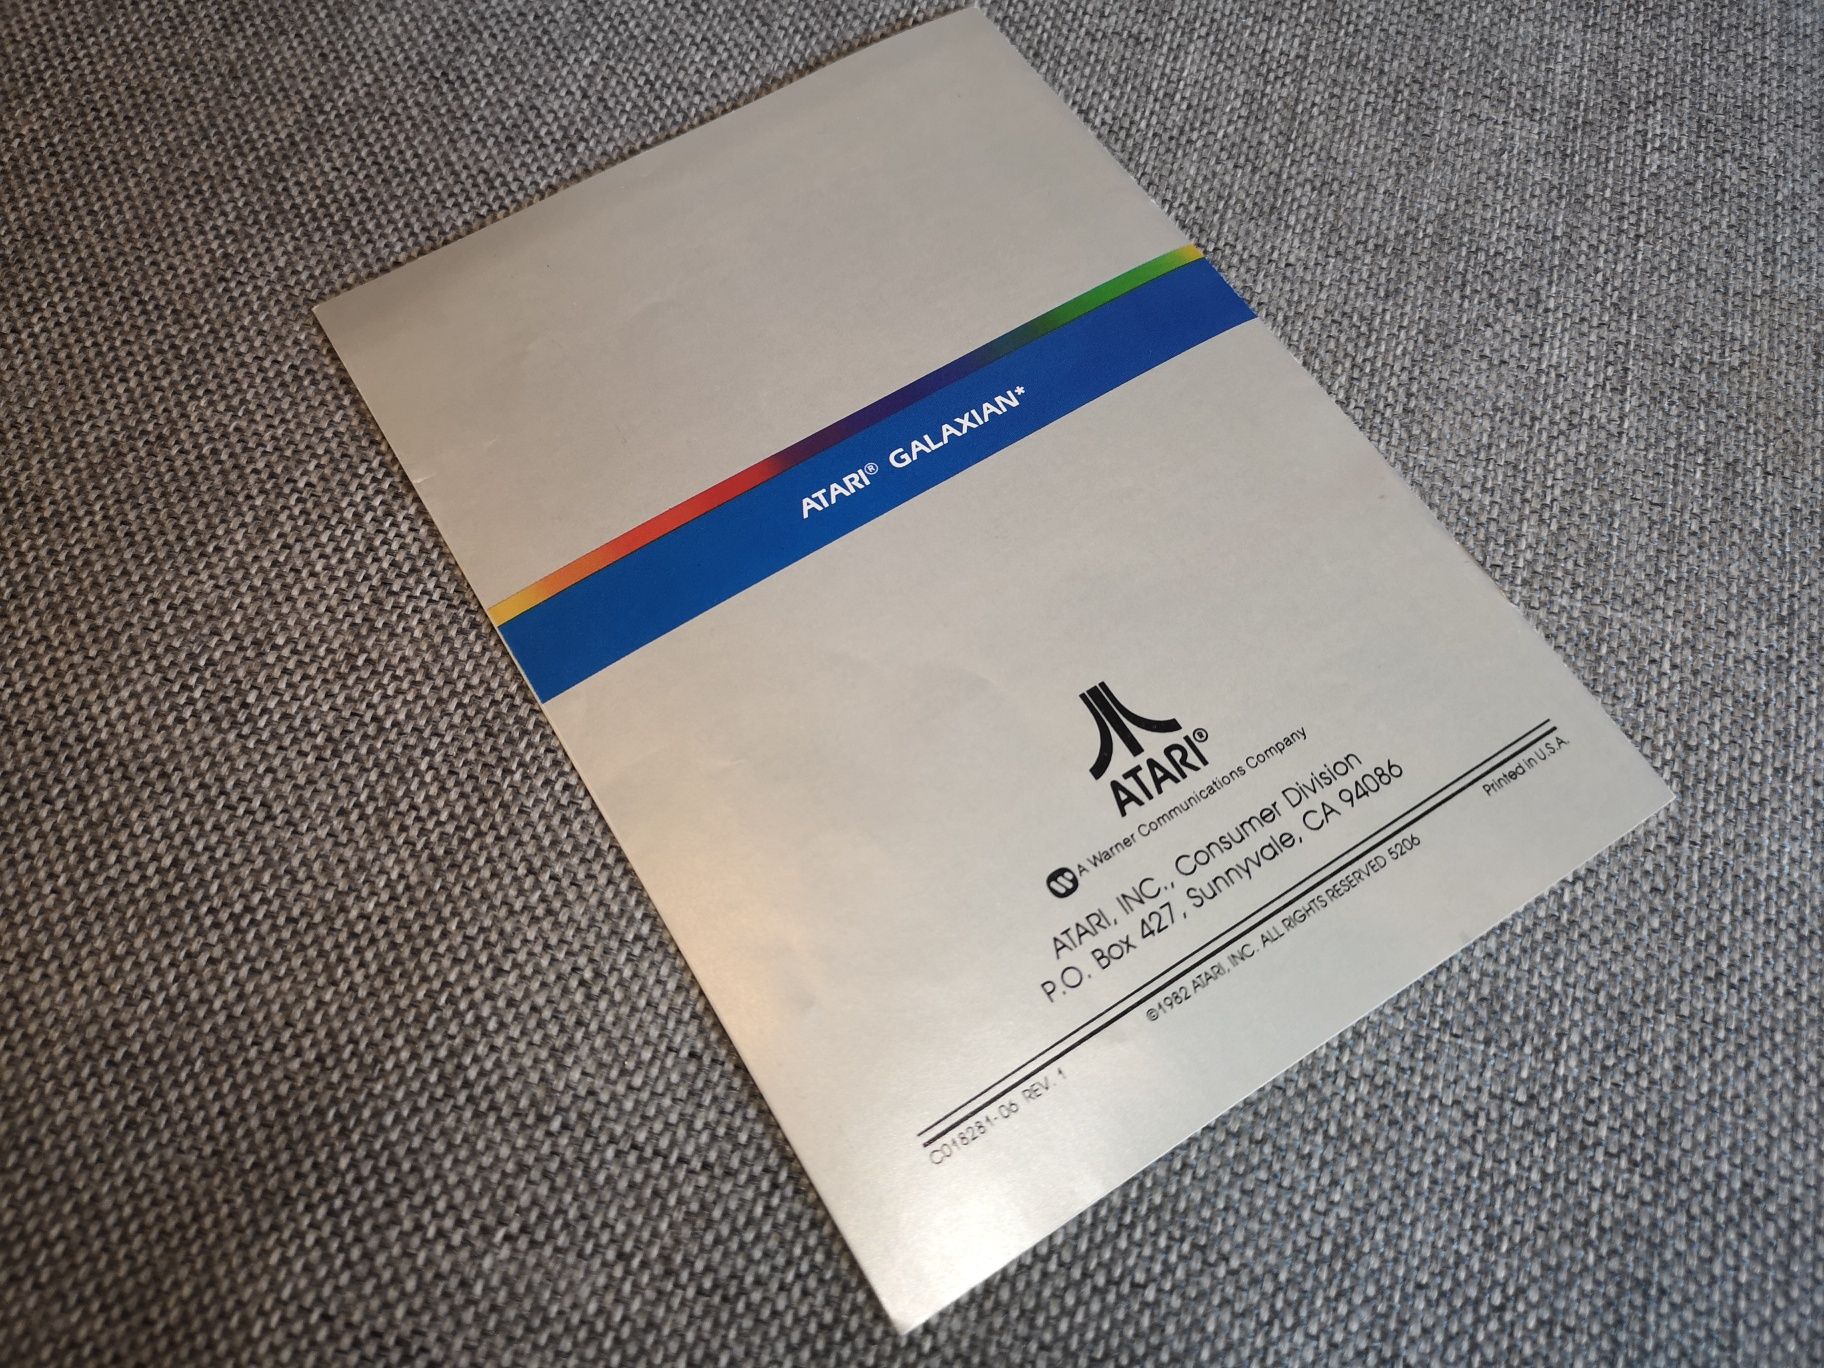 ATARI® GALAXIAN*
ATARI®
A Warner Communications Company
ATARI, INC., Consumer Division
P.O. Box 427, Sunnyvale, CA 94086
Printed in U.S.A.
©1982 ATARI, INC. ALL RIGHTS RESERVED 5206
C018281-06 REV. 1